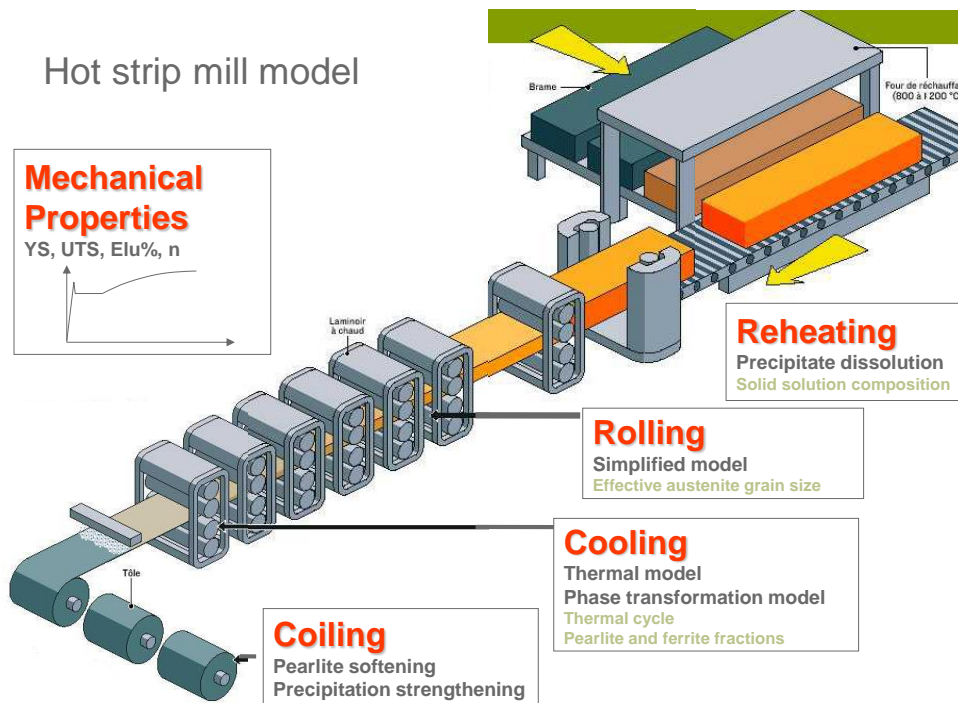 Hot strip mill model
Brame
Four de réchauffa
(800 à 1 200 °C
Mechanical
Properties
YS, UTS, Elu%, n
Laminoir
à chaud
Reheating
Precipitate dissolution
Solid solution composition
Rolling
Simplified model
Effective austenite grain size
Cooling
Thermal model
Phase transformation model
Thermal cycle
Pearlite and ferrite fractions
Tôle
Coiling
Pearlite softening
Precipitation strengthening